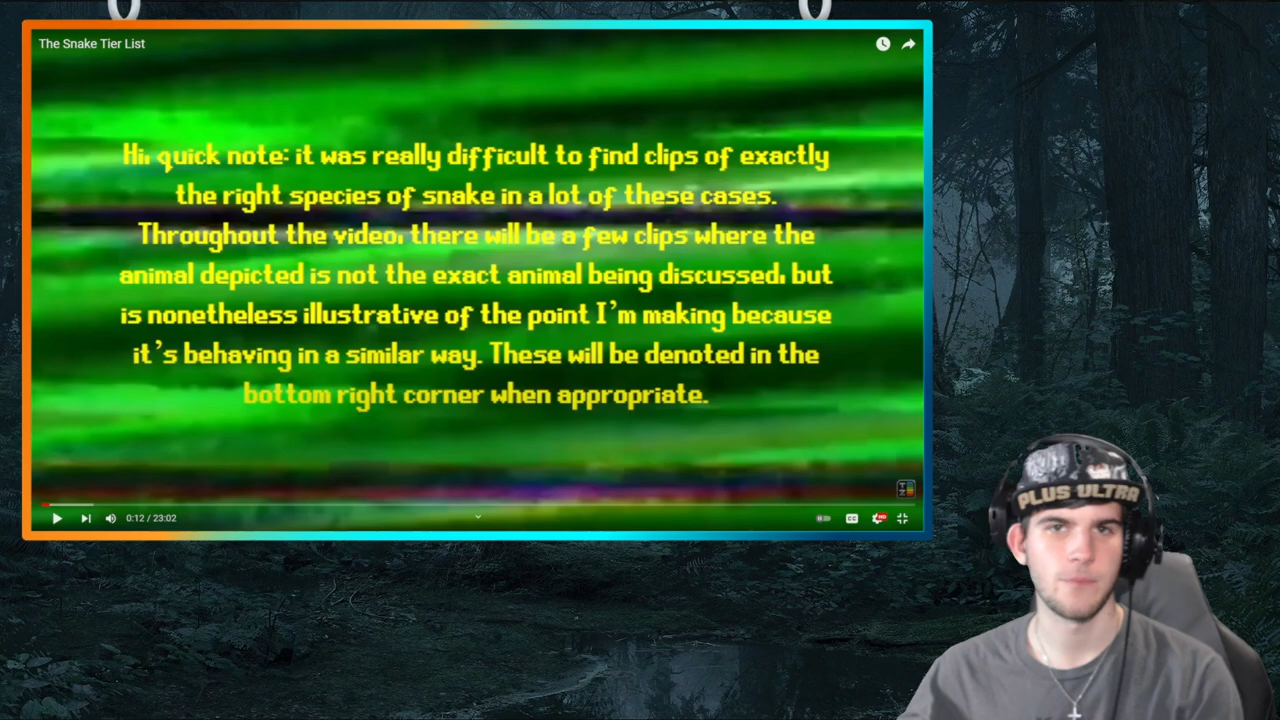 The Snake Tier List
Hi, quick note: it was really difficult to find clips of exactly
the right species of snake in a lot of these cases.
Throughout the video, there will be a few clips where the
animal depicted is not the exact animal being discussed, but
is nonetheless illustrative of the point I'm making because
it's behaving in a similar way. These will be denoted in the
bottom right corner when appropriate.
TZ
0:12 / 23:02
CC
HD
PLUS ULTRA